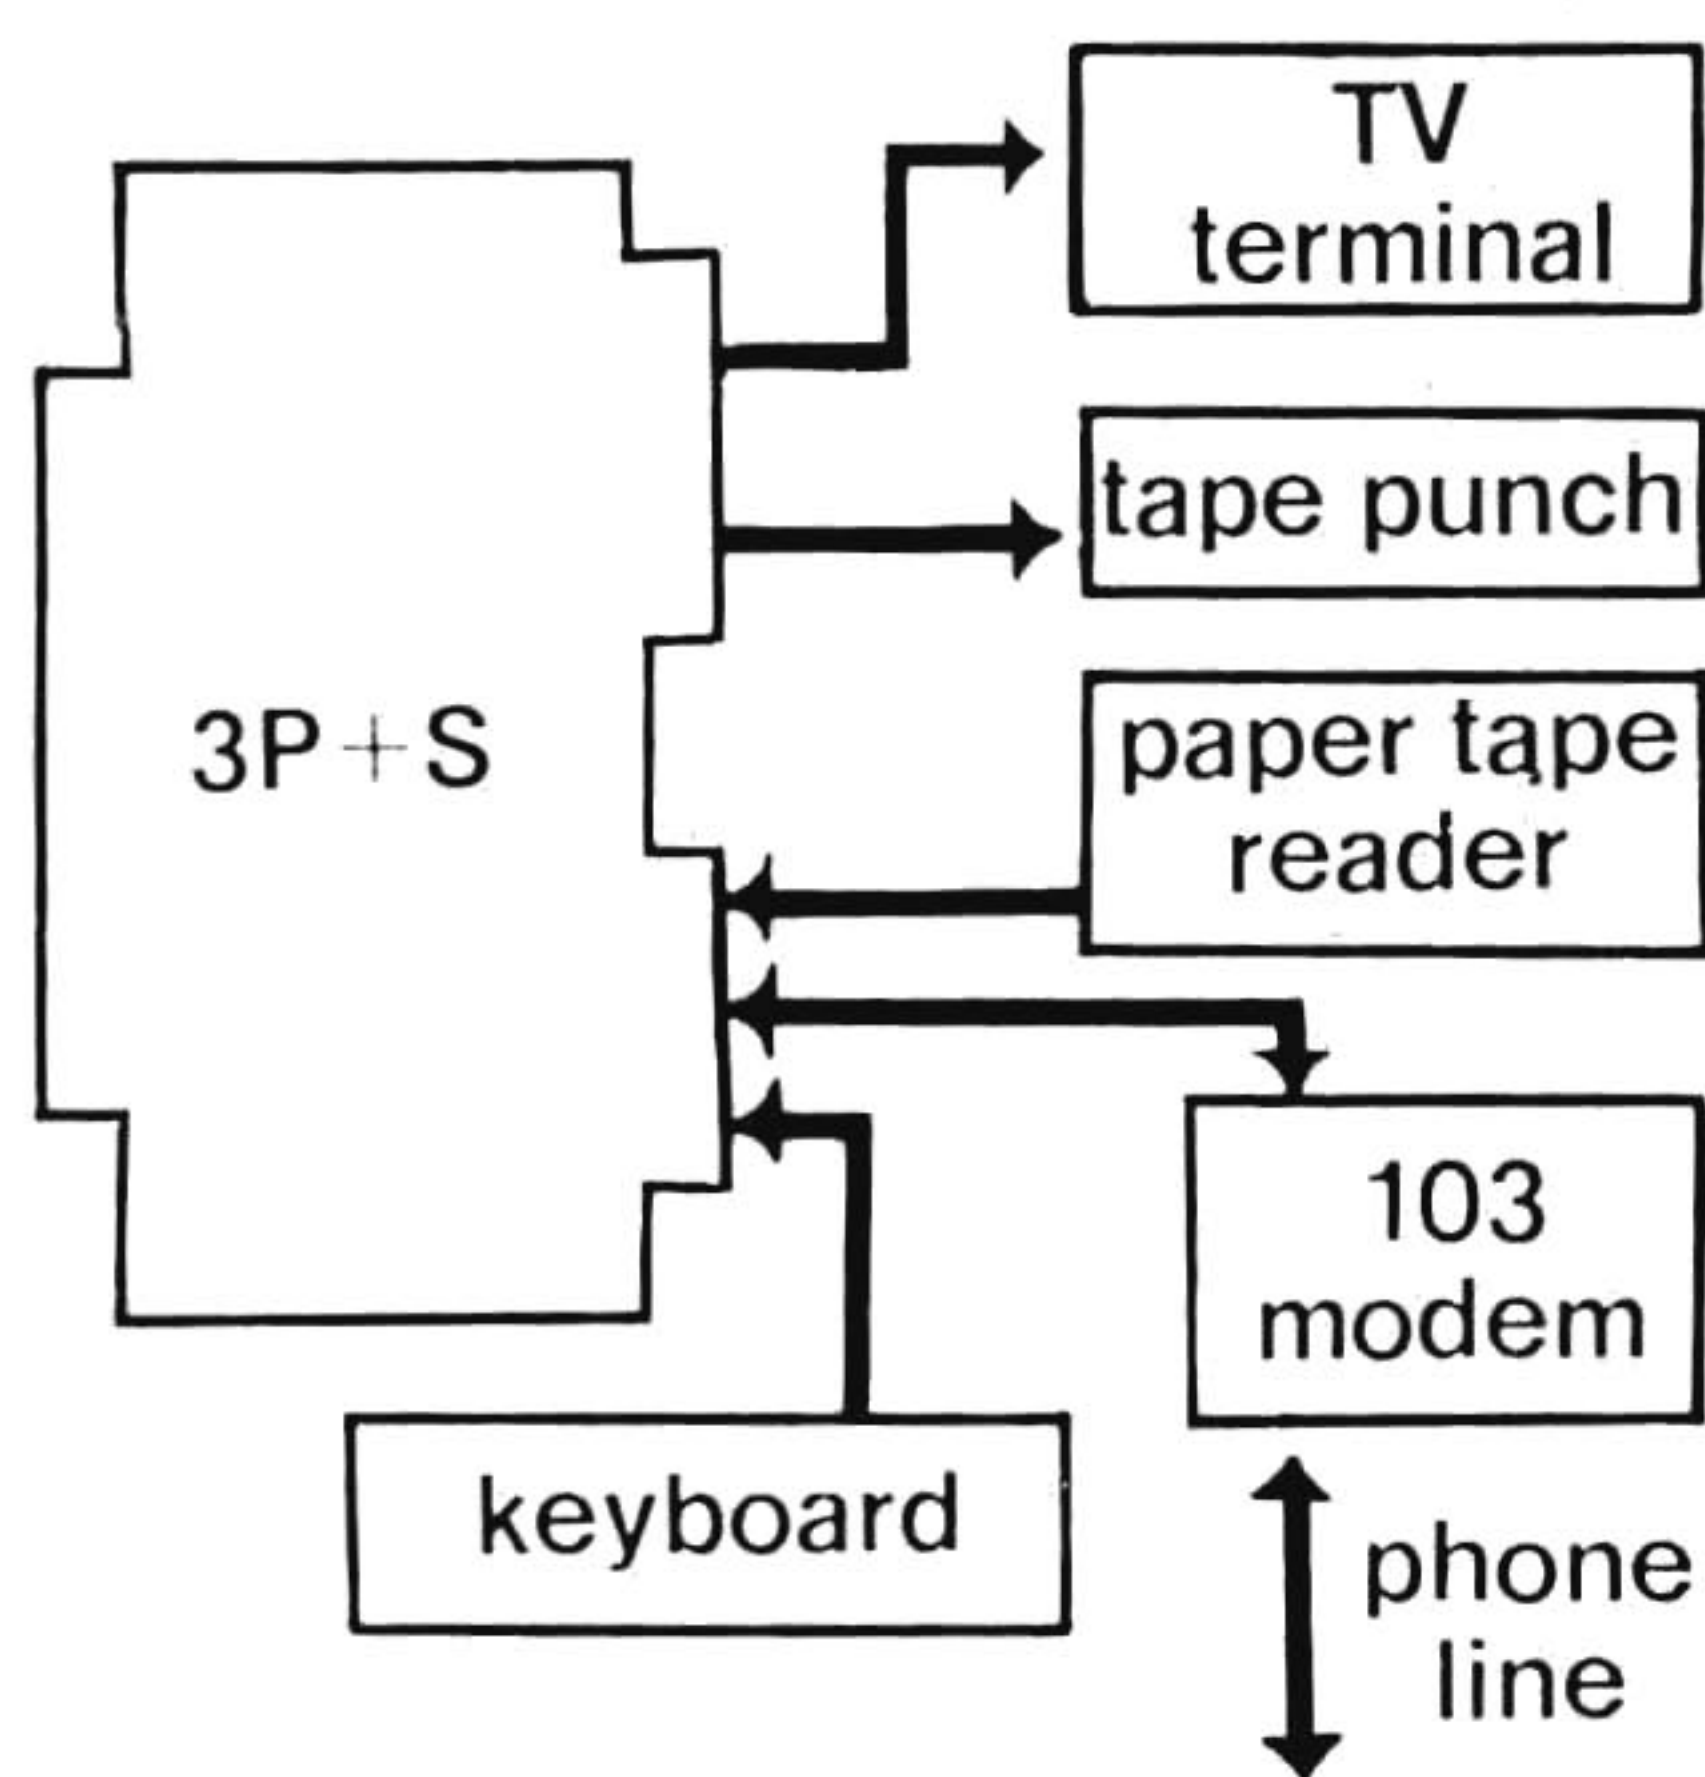 TV
terminal
tape punch
3P+S
paper tape
reader
103
modem
keyboard
phone
line